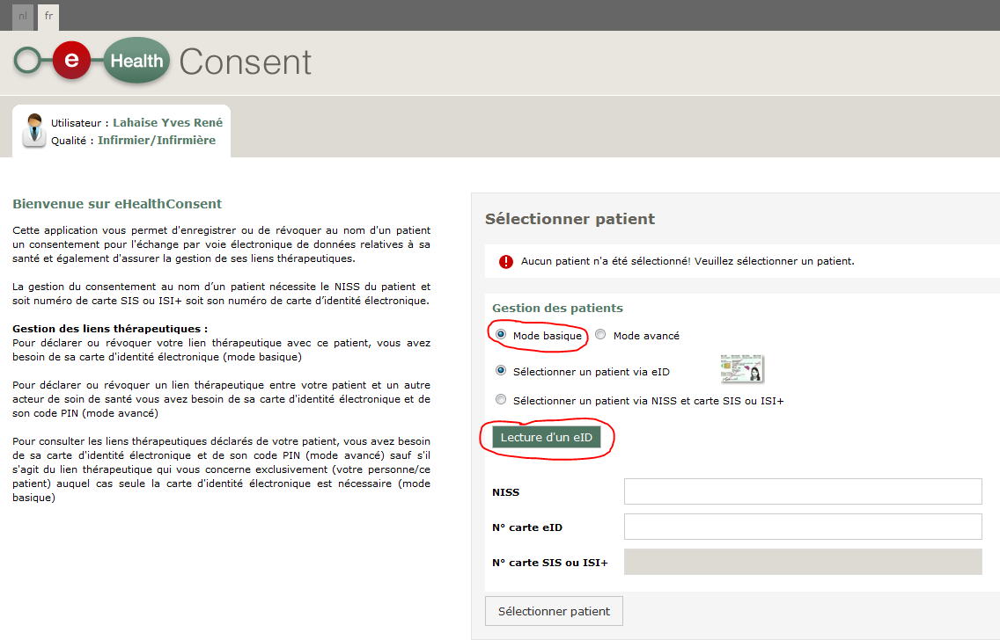 nl fr
e Health Consent
Utilisateur : Lahaise Yves René
Qualité : Infirmier/Infirmière
Bienvenue sur eHealthConsent
Cette application vous permet d'enregistrer ou de révoquer au nom d'un patient
un consentement pour l'échange par voie électronique de données relatives à sa
santé et également d'assurer la gestion de ses liens thérapeutiques.
La gestion du consentement au nom d’un patient nécessite le NISS du patient et
soit numéro de carte SIS ou ISI+ soit son numéro de carte d’identité électronique.
Gestion des liens thérapeutiques :
Pour déclarer ou révoquer votre lien thérapeutique avec ce patient, vous avez
besoin de sa carte d'identité électronique (mode basique)
Pour déclarer ou révoquer un lien thérapeutique entre votre patient et un autre
acteur de soin de santé vous avez besoin de sa carte d'identité électronique et de
son code PIN (mode avancé)
Pour consulter les liens thérapeutiques déclarés de votre patient, vous avez besoin
de sa carte d'identité électronique et de son code PIN (mode avancé) sauf s'il
s'agit du lien thérapeutique qui vous concerne exclusivement (votre personne/ce
patient) auquel cas seule la carte d'identité électronique est nécessaire (mode
basique)
Sélectionner patient
Aucun patient n'a été sélectionné! Veuillez sélectionner un patient.
Gestion des patients
Mode basique Mode avancé
Sélectionner un patient via eID
Sélectionner un patient via NISS et carte SIS ou ISI+
Lecture d'un eID
NISS
N° carte eID
N° carte SIS ou ISI+
Sélectionner patient